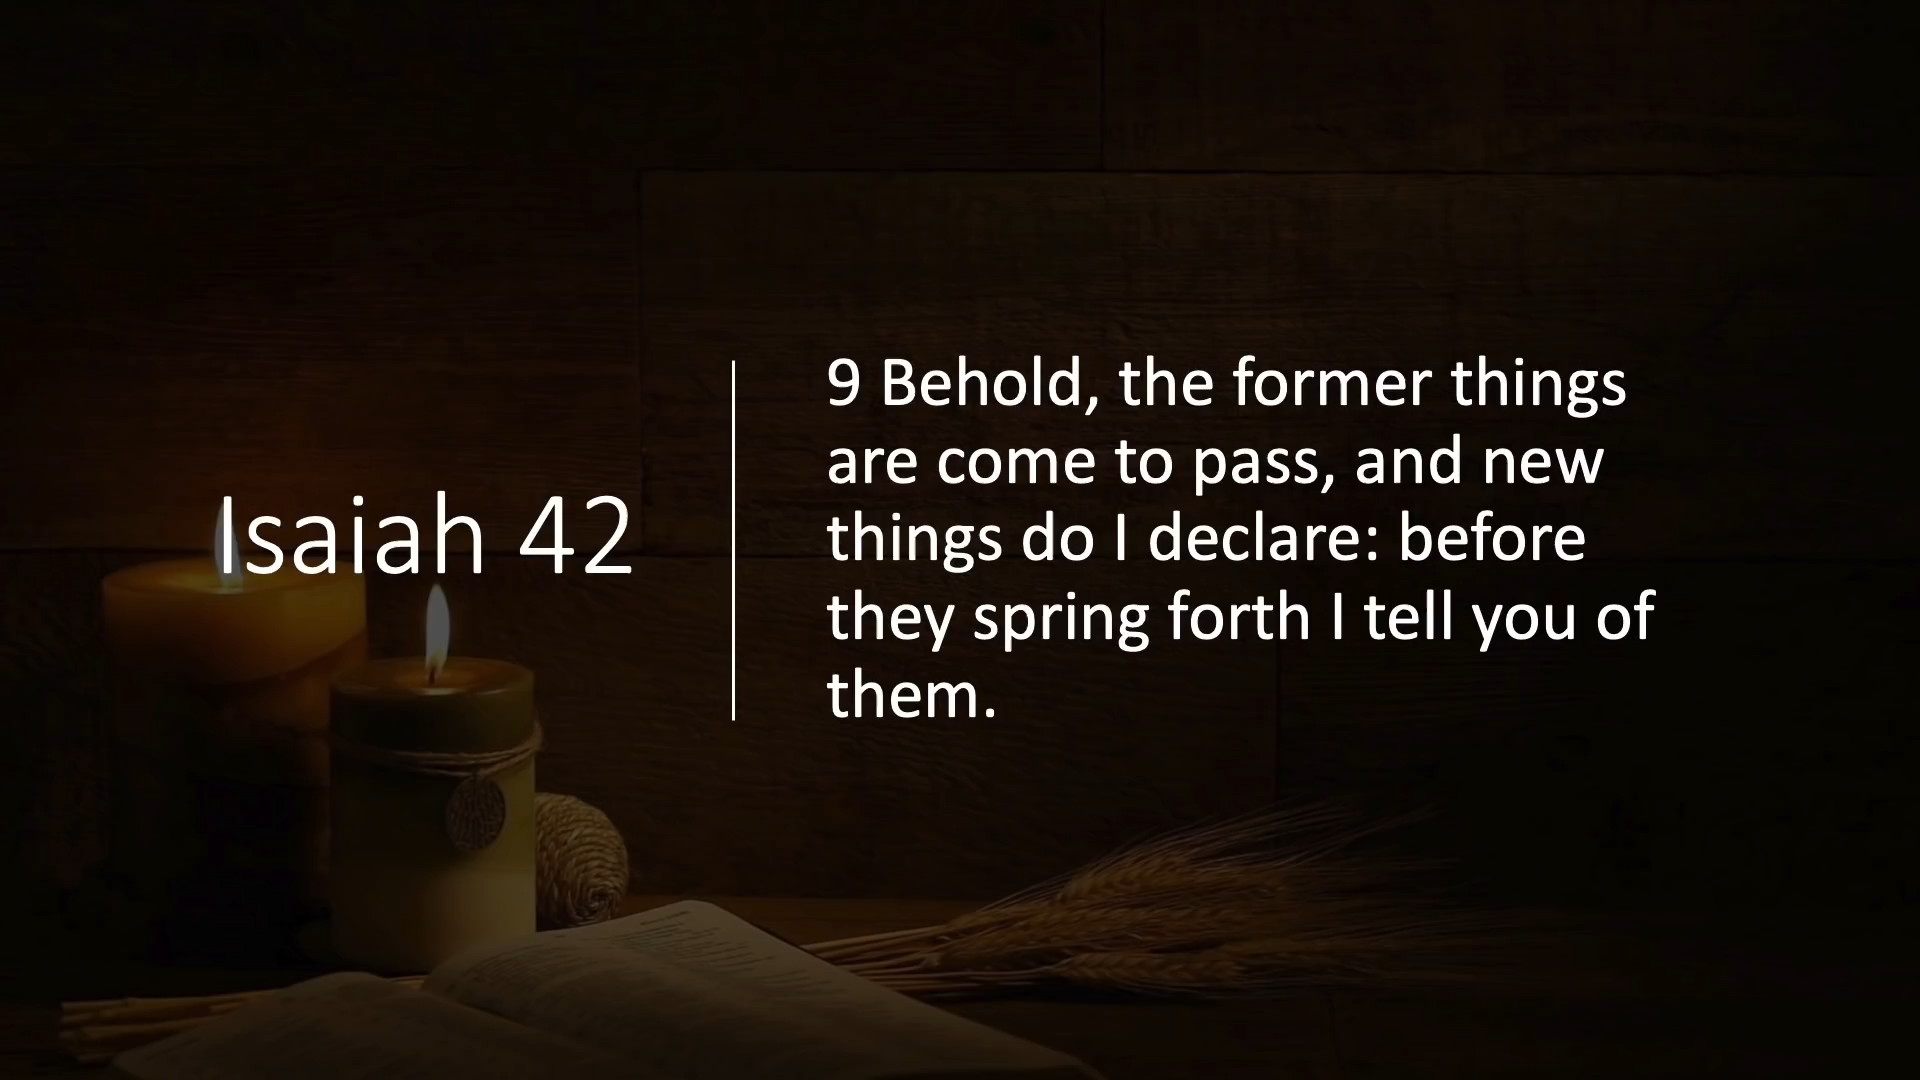 Isaiah 42
9 Behold, the former things
are come to pass, and new
things do I declare: before
they spring forth I tell you of
them.